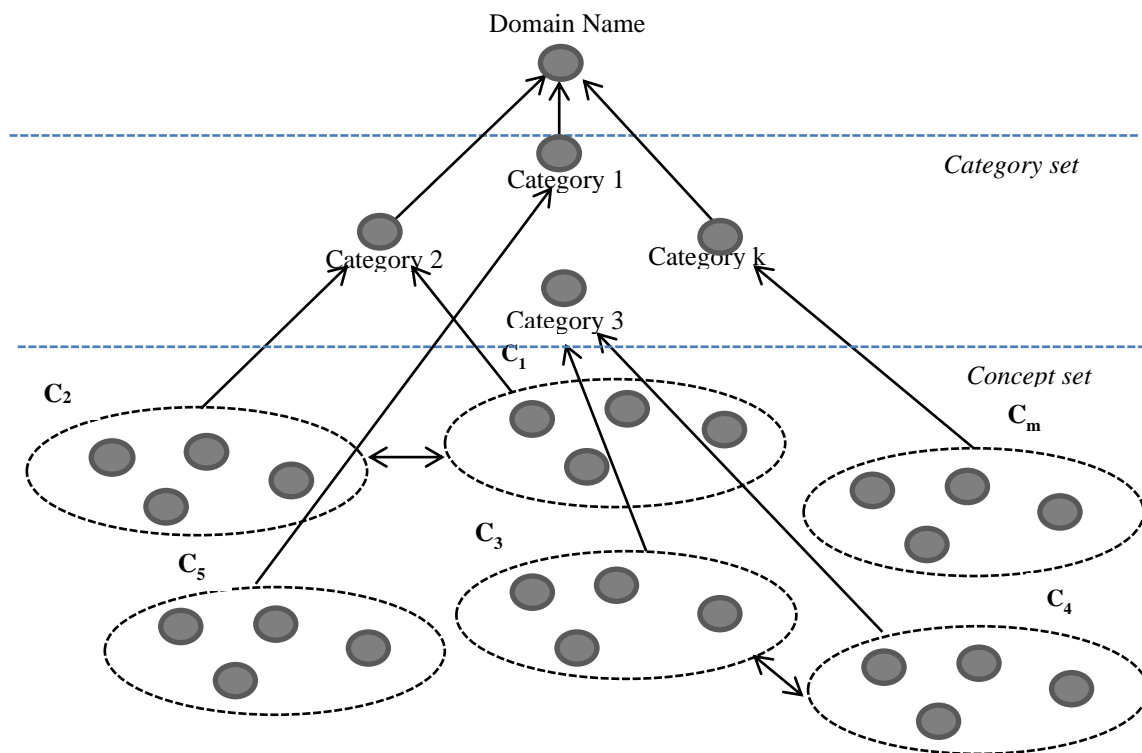 Domain Name
Category set
Category 1
Category 2
Category k
Category 3
C1
Concept set
C2
Cm
C3
C5
C4